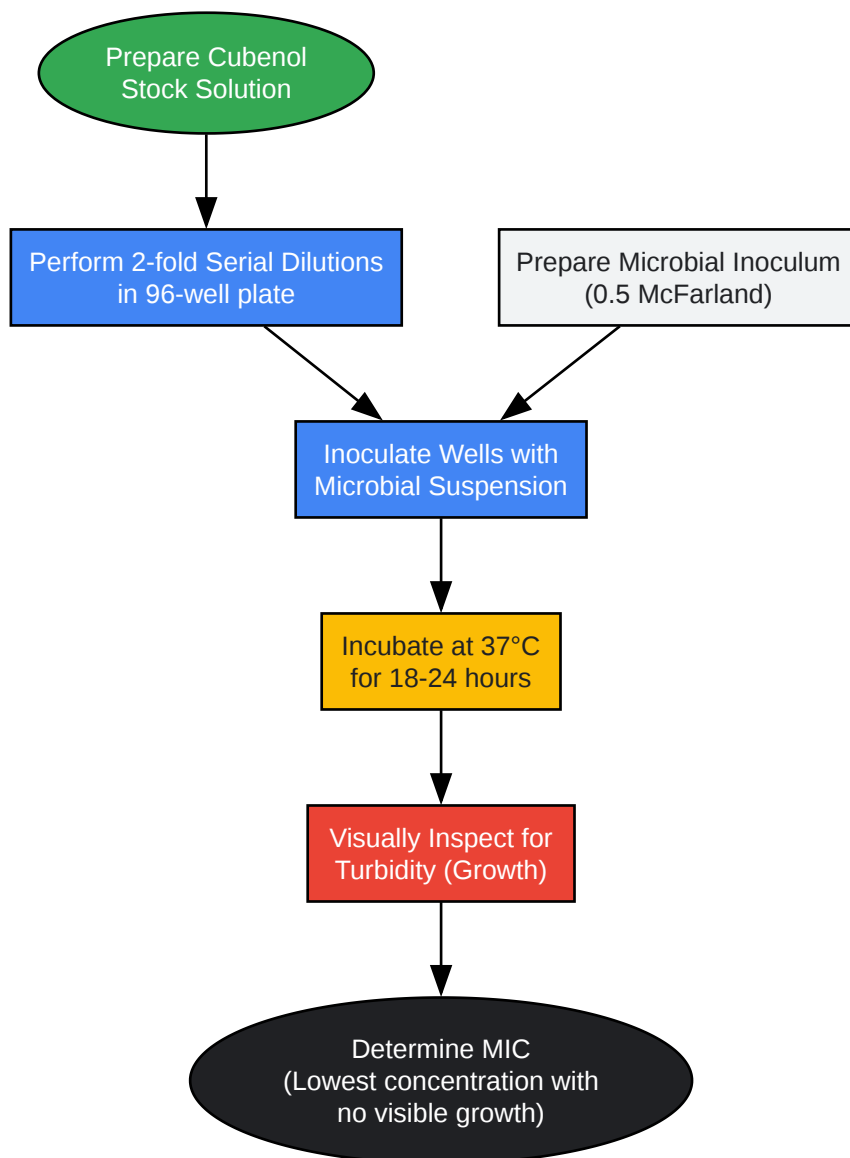 Prepare Cubenol
Stock Solution
Perform 2-fold Serial Dilutions
in 96-well plate
Prepare Microbial Inoculum
(0.5 McFarland)
Inoculate Wells with
Microbial Suspension
Incubate at 37°C
for 18-24 hours
Visually Inspect for
Turbidity (Growth)
Determine MIC
(Lowest concentration with
no visible growth)